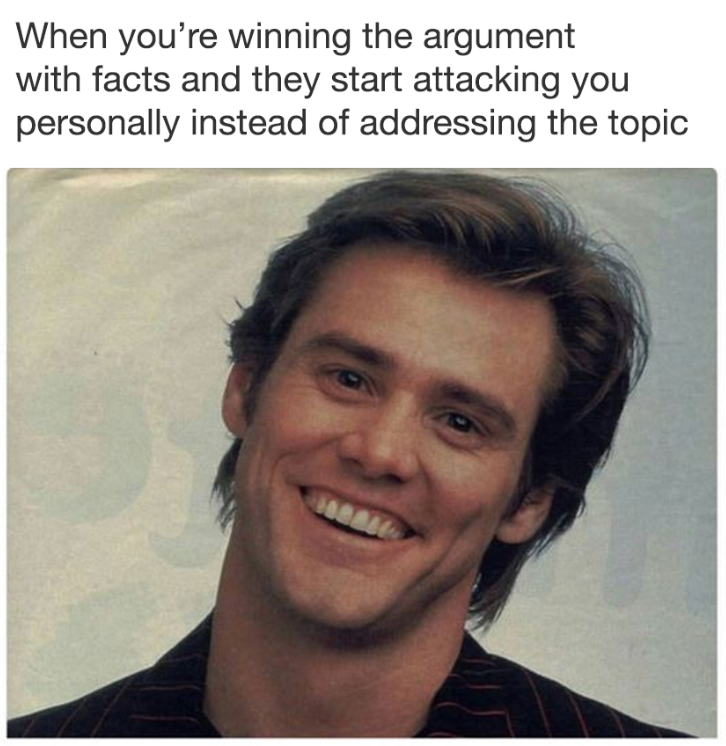 When you’re winning the argument
with facts and they start attacking you
personally instead of addressing the topic